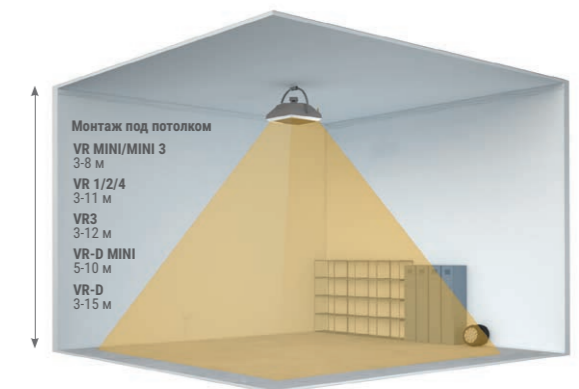 Монтаж под потолком
VR MINI/MINI 3
3-8 м
VR 1/2/4
3-11 м
VR3
3-12 м
VR-D MINI
5-10 м
VR-D
3-15 м